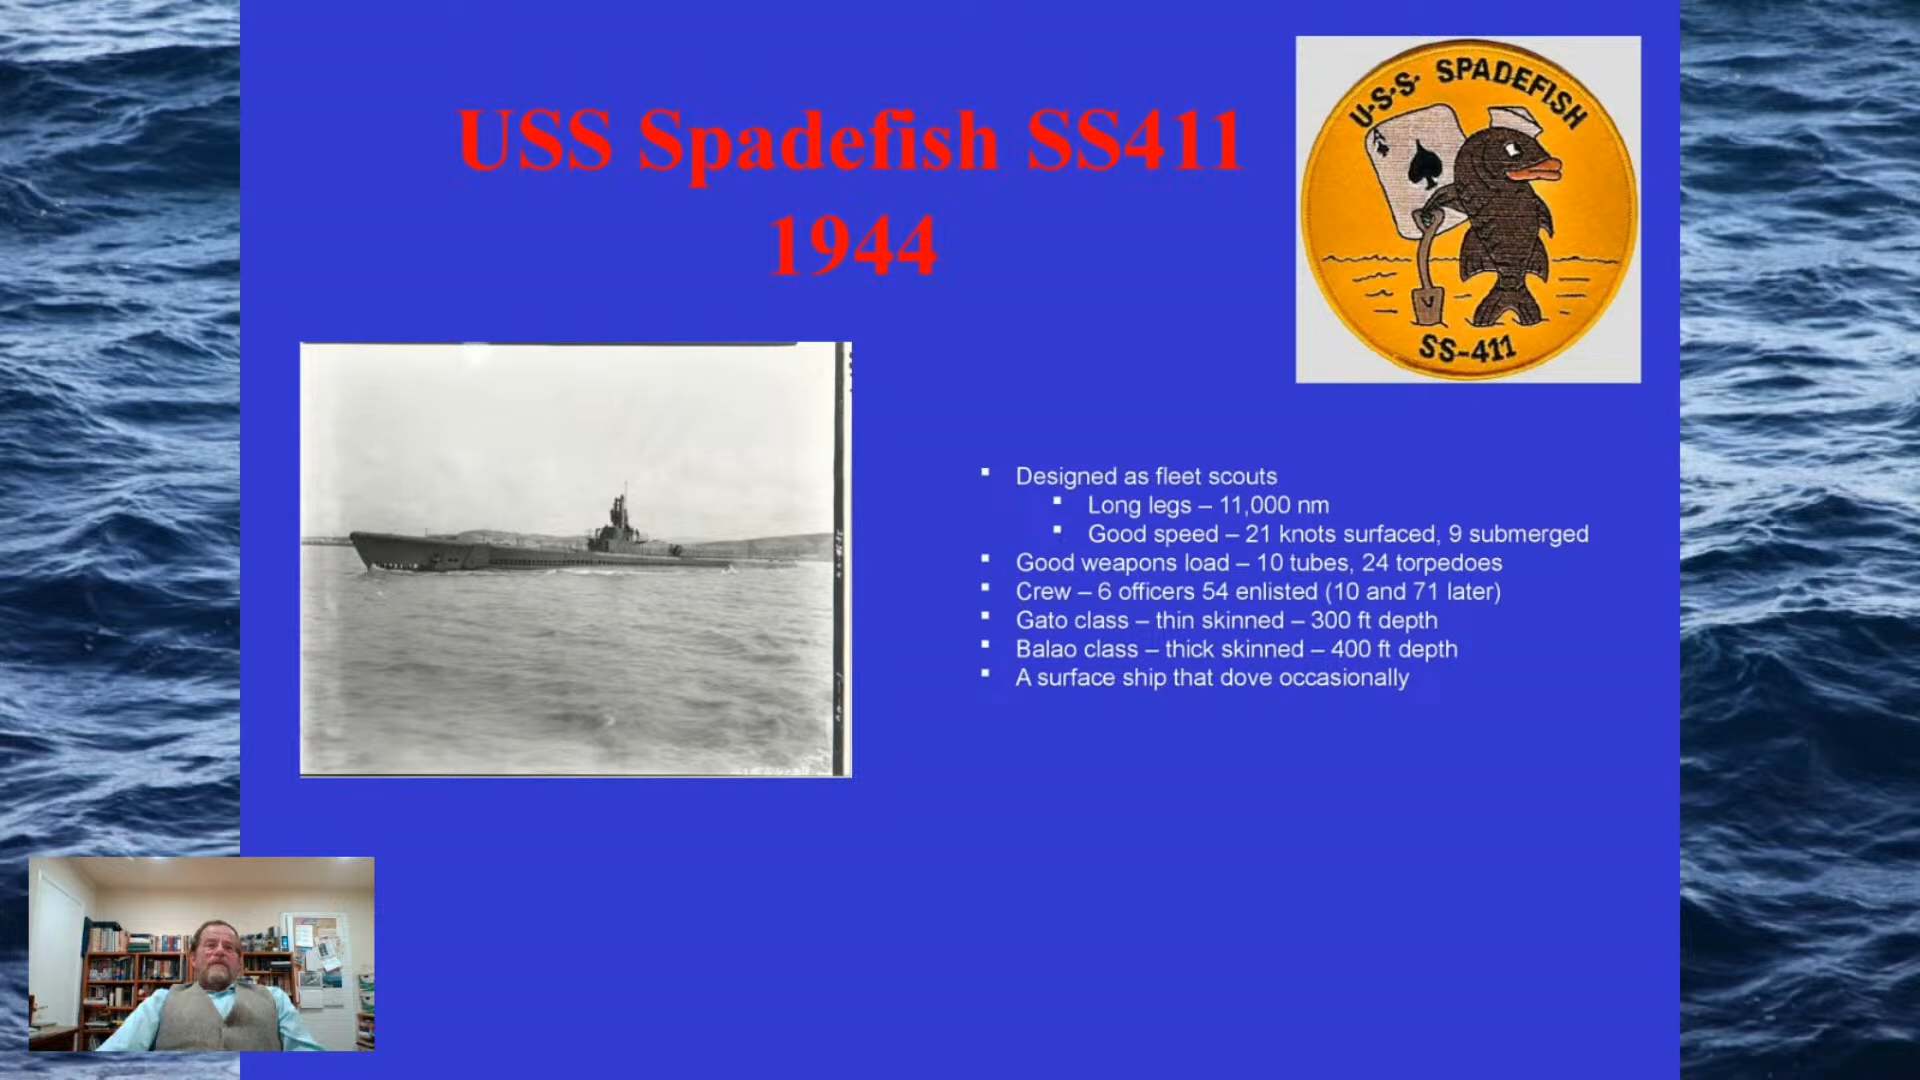 USS Spadefish SS411
1944
U·S·S· SPADEFISH
A
SS-411
Designed as fleet scouts
Long legs – 11,000 nm
Good speed – 21 knots surfaced, 9 submerged
Good weapons load – 10 tubes, 24 torpedoes
Crew – 6 officers 54 enlisted (10 and 71 later)
Gato class – thin skinned – 300 ft depth
Balao class – thick skinned – 400 ft depth
A surface ship that dove occasionally